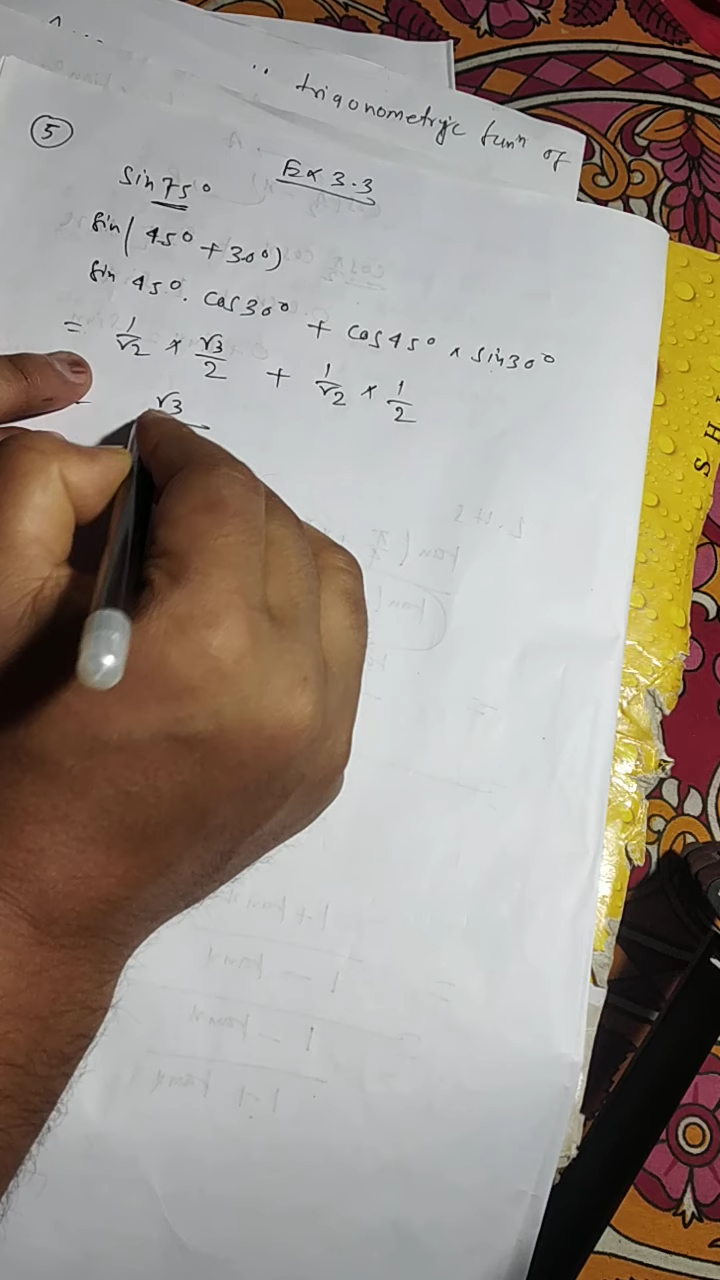 .. trigonometric funⁿ of
⑤
Ex 3.3
Sin 75°
Sin(45° + 30°)
Sin 45°. Cos 30° + Cos 45° × Sin 30°
= 1/√2 × √3/2 + 1/√2 × 1/2
√3
S H